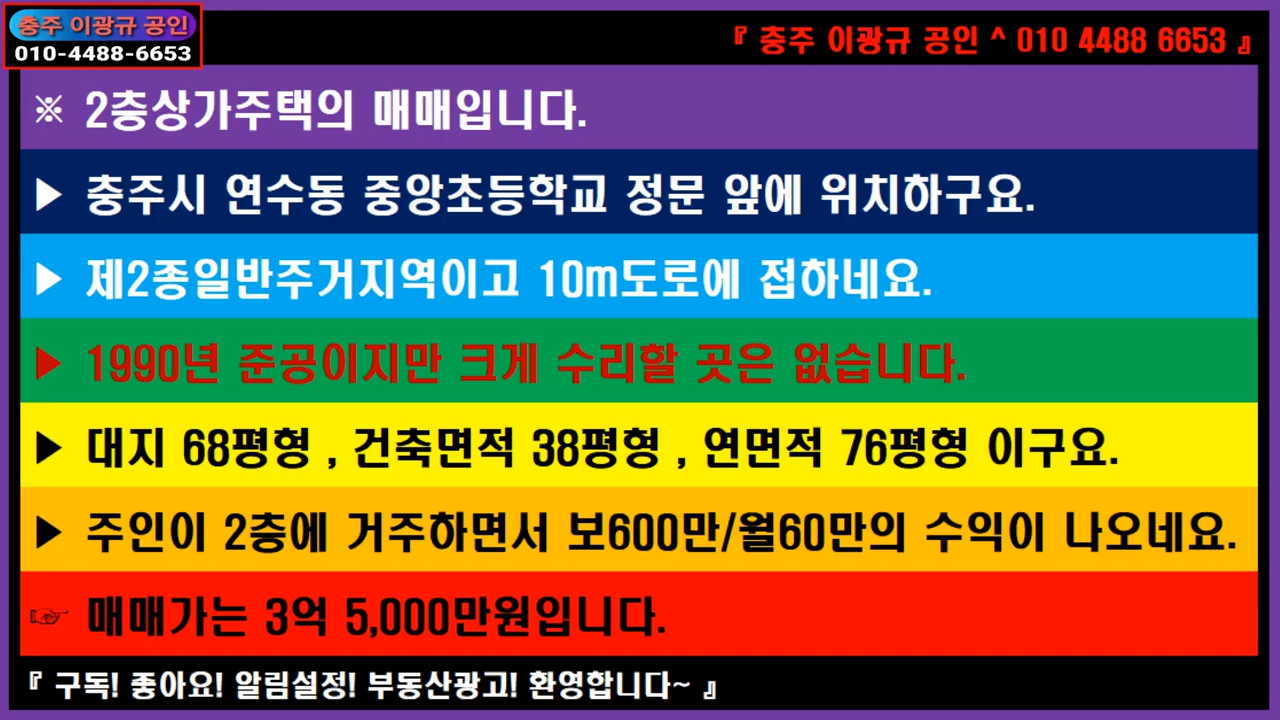 충주 이광규 공인
010-4488-6653
『 충주 이광규 공인 ^ 010 4488 6653 』
※ 2층상가주택의 매매입니다.
▶ 충주시 연수동 중앙초등학교 정문 앞에 위치하구요.
▶ 제2종일반주거지역이고 10m도로에 접하네요.
▶ 1990년 준공이지만 크게 수리할 곳은 없습니다.
▶ 대지 68평형 , 건축면적 38평형 , 연면적 76평형 이구요.
▶ 주인이 2층에 거주하면서 보600만/월60만의 수익이 나오네요.
☞ 매매가는 3억 5,000만원입니다.
『 구독! 좋아요! 알림설정! 부동산광고! 환영합니다~ 』